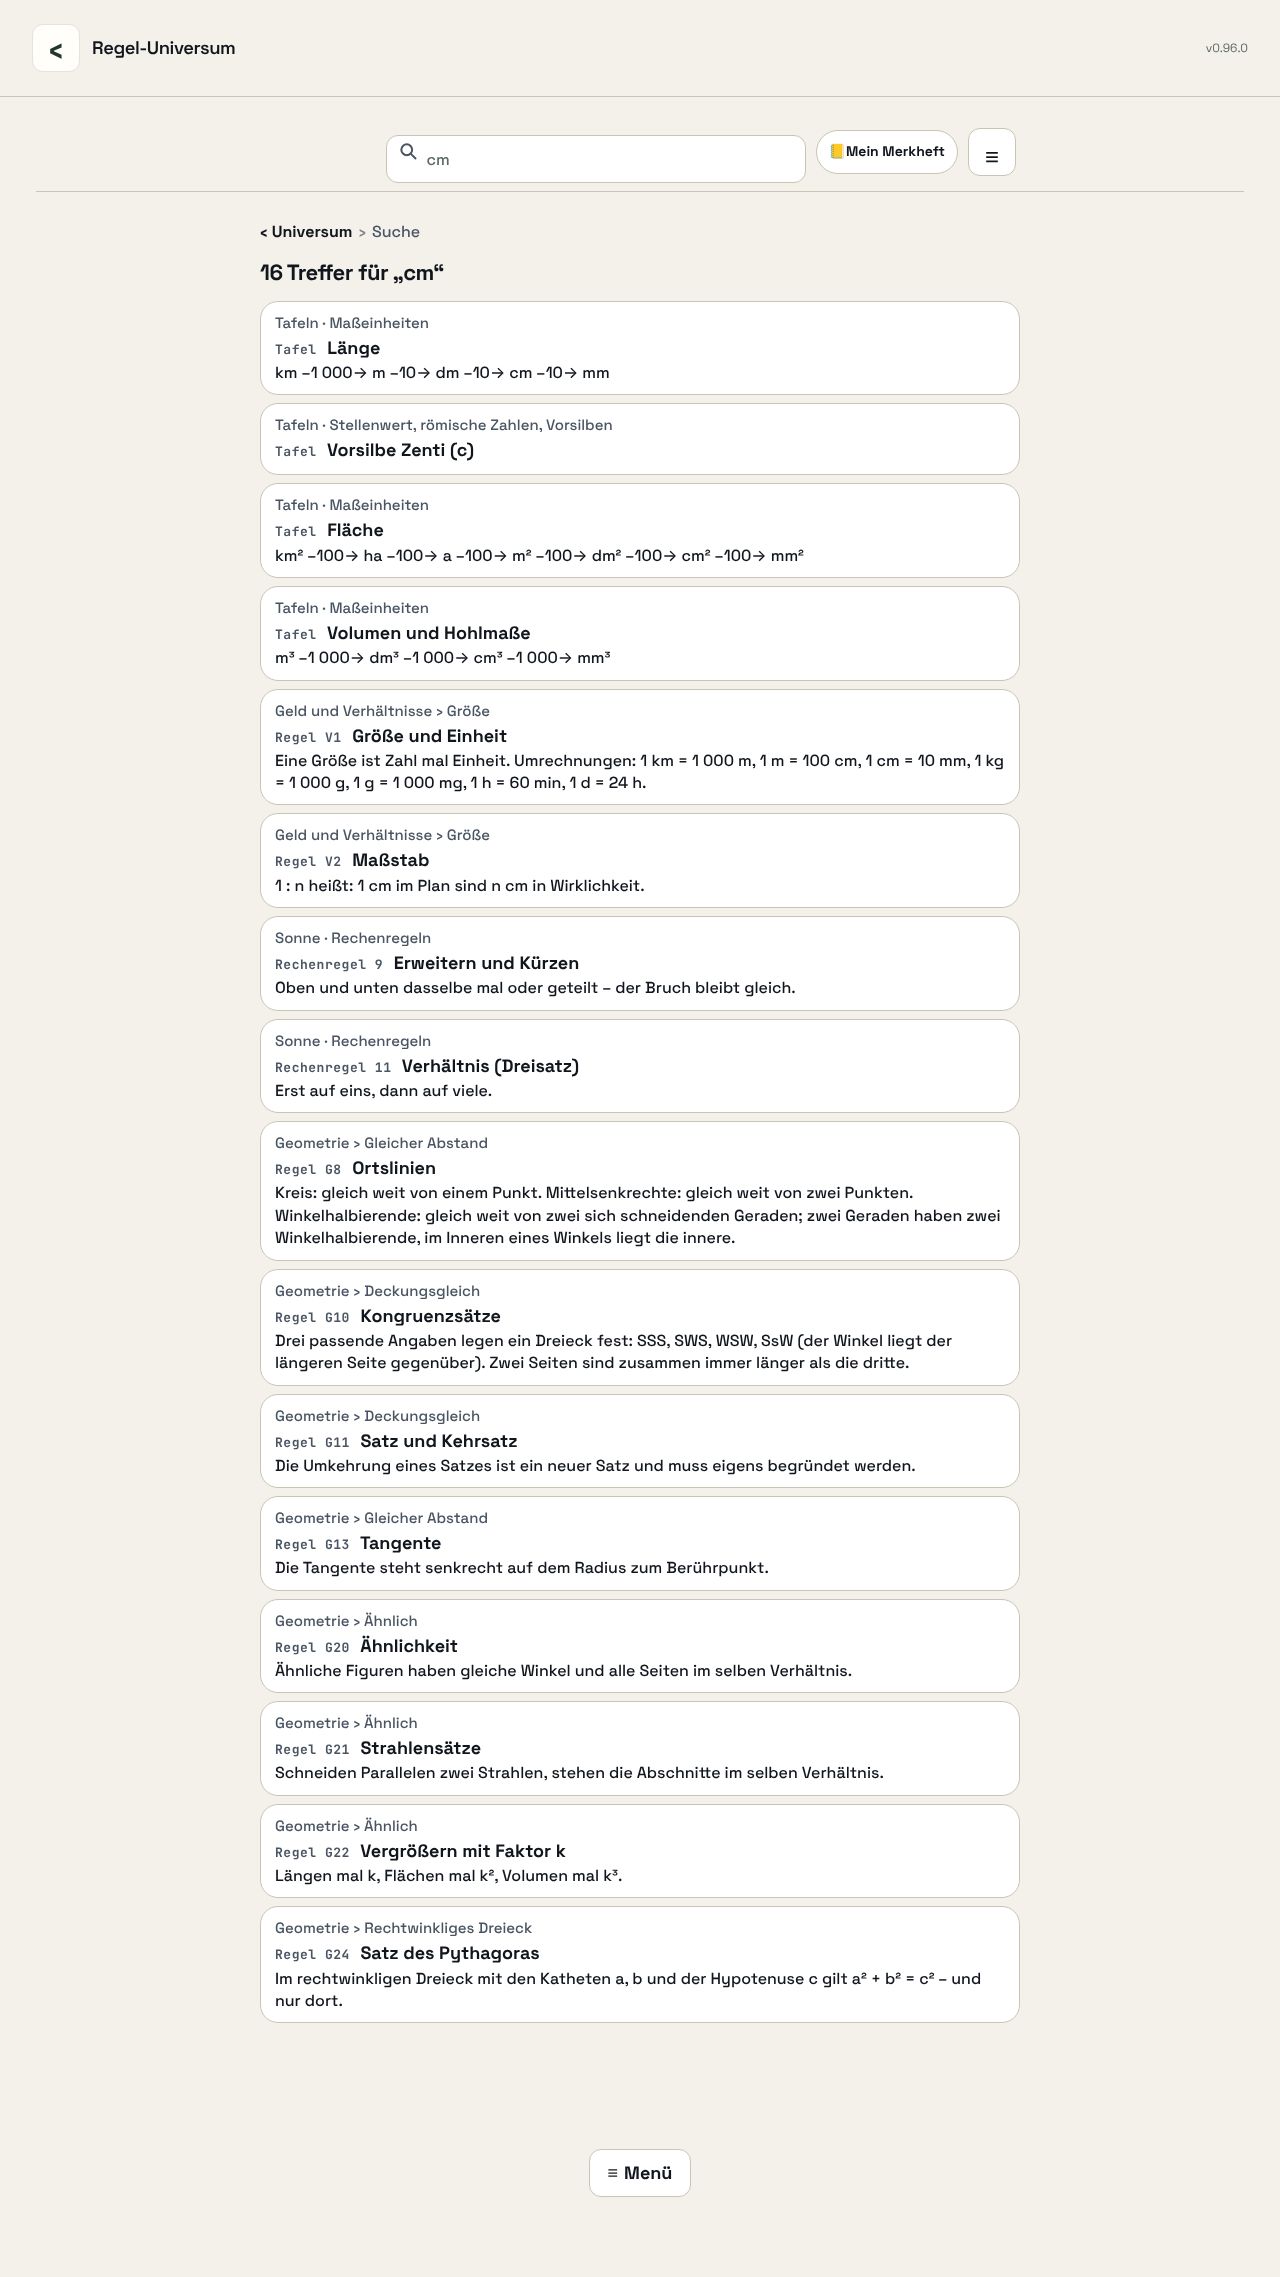 <
Regel-Universum
v0.96.0
cm
Mein Merkheft
≡
‹ Universum › Suche
16 Treffer für „cm“
Tafeln · Maßeinheiten
Tafel Länge
km –1 000→ m –10→ dm –10→ cm –10→ mm
Tafeln · Stellenwert, römische Zahlen, Vorsilben
Tafel Vorsilbe Zenti (c)
Tafeln · Maßeinheiten
Tafel Fläche
km² –100→ ha –100→ a –100→ m² –100→ dm² –100→ cm² –100→ mm²
Tafeln · Maßeinheiten
Tafel Volumen und Hohlmaße
m³ –1 000→ dm³ –1 000→ cm³ –1 000→ mm³
Geld und Verhältnisse › Größe
Regel V1 Größe und Einheit
Eine Größe ist Zahl mal Einheit. Umrechnungen: 1 km = 1 000 m, 1 m = 100 cm, 1 cm = 10 mm, 1 kg
= 1 000 g, 1 g = 1 000 mg, 1 h = 60 min, 1 d = 24 h.
Geld und Verhältnisse › Größe
Regel V2 Maßstab
1 : n heißt: 1 cm im Plan sind n cm in Wirklichkeit.
Sonne · Rechenregeln
Rechenregel 9 Erweitern und Kürzen
Oben und unten dasselbe mal oder geteilt – der Bruch bleibt gleich.
Sonne · Rechenregeln
Rechenregel 11 Verhältnis (Dreisatz)
Erst auf eins, dann auf viele.
Geometrie › Gleicher Abstand
Regel G8 Ortslinien
Kreis: gleich weit von einem Punkt. Mittelsenkrechte: gleich weit von zwei Punkten.
Winkelhalbierende: gleich weit von zwei sich schneidenden Geraden; zwei Geraden haben zwei
Winkelhalbierende, im Inneren eines Winkels liegt die innere.
Geometrie › Deckungsgleich
Regel G10 Kongruenzsätze
Drei passende Angaben legen ein Dreieck fest: SSS, SWS, WSW, SsW (der Winkel liegt der
längeren Seite gegenüber). Zwei Seiten sind zusammen immer länger als die dritte.
Geometrie › Deckungsgleich
Regel G11 Satz und Kehrsatz
Die Umkehrung eines Satzes ist ein neuer Satz und muss eigens begründet werden.
Geometrie › Gleicher Abstand
Regel G13 Tangente
Die Tangente steht senkrecht auf dem Radius zum Berührpunkt.
Geometrie › Ähnlich
Regel G20 Ähnlichkeit
Ähnliche Figuren haben gleiche Winkel und alle Seiten im selben Verhältnis.
Geometrie › Ähnlich
Regel G21 Strahlensätze
Schneiden Parallelen zwei Strahlen, stehen die Abschnitte im selben Verhältnis.
Geometrie › Ähnlich
Regel G22 Vergrößern mit Faktor k
Längen mal k, Flächen mal k², Volumen mal k³.
Geometrie › Rechtwinkliges Dreieck
Regel G24 Satz des Pythagoras
Im rechtwinkligen Dreieck mit den Katheten a, b und der Hypotenuse c gilt a² + b² = c² – und
nur dort.
≡ Menü